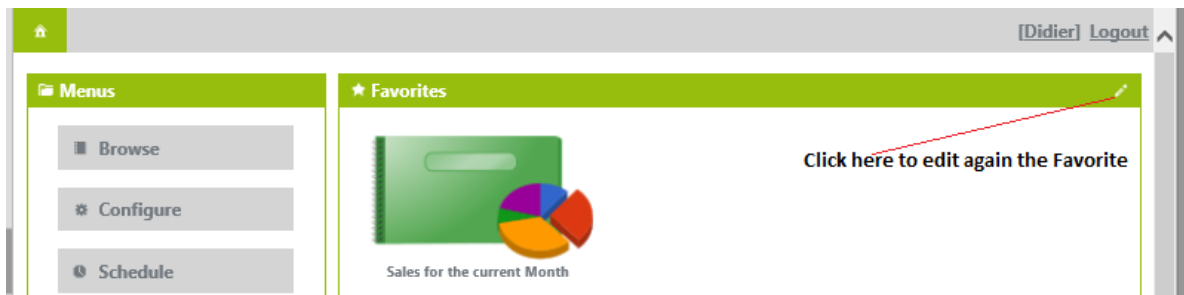 [Didier] Logout
Menus
Favorites
Browse
Click here to edit again the Favorite
Configure
Schedule
Sales for the current Month